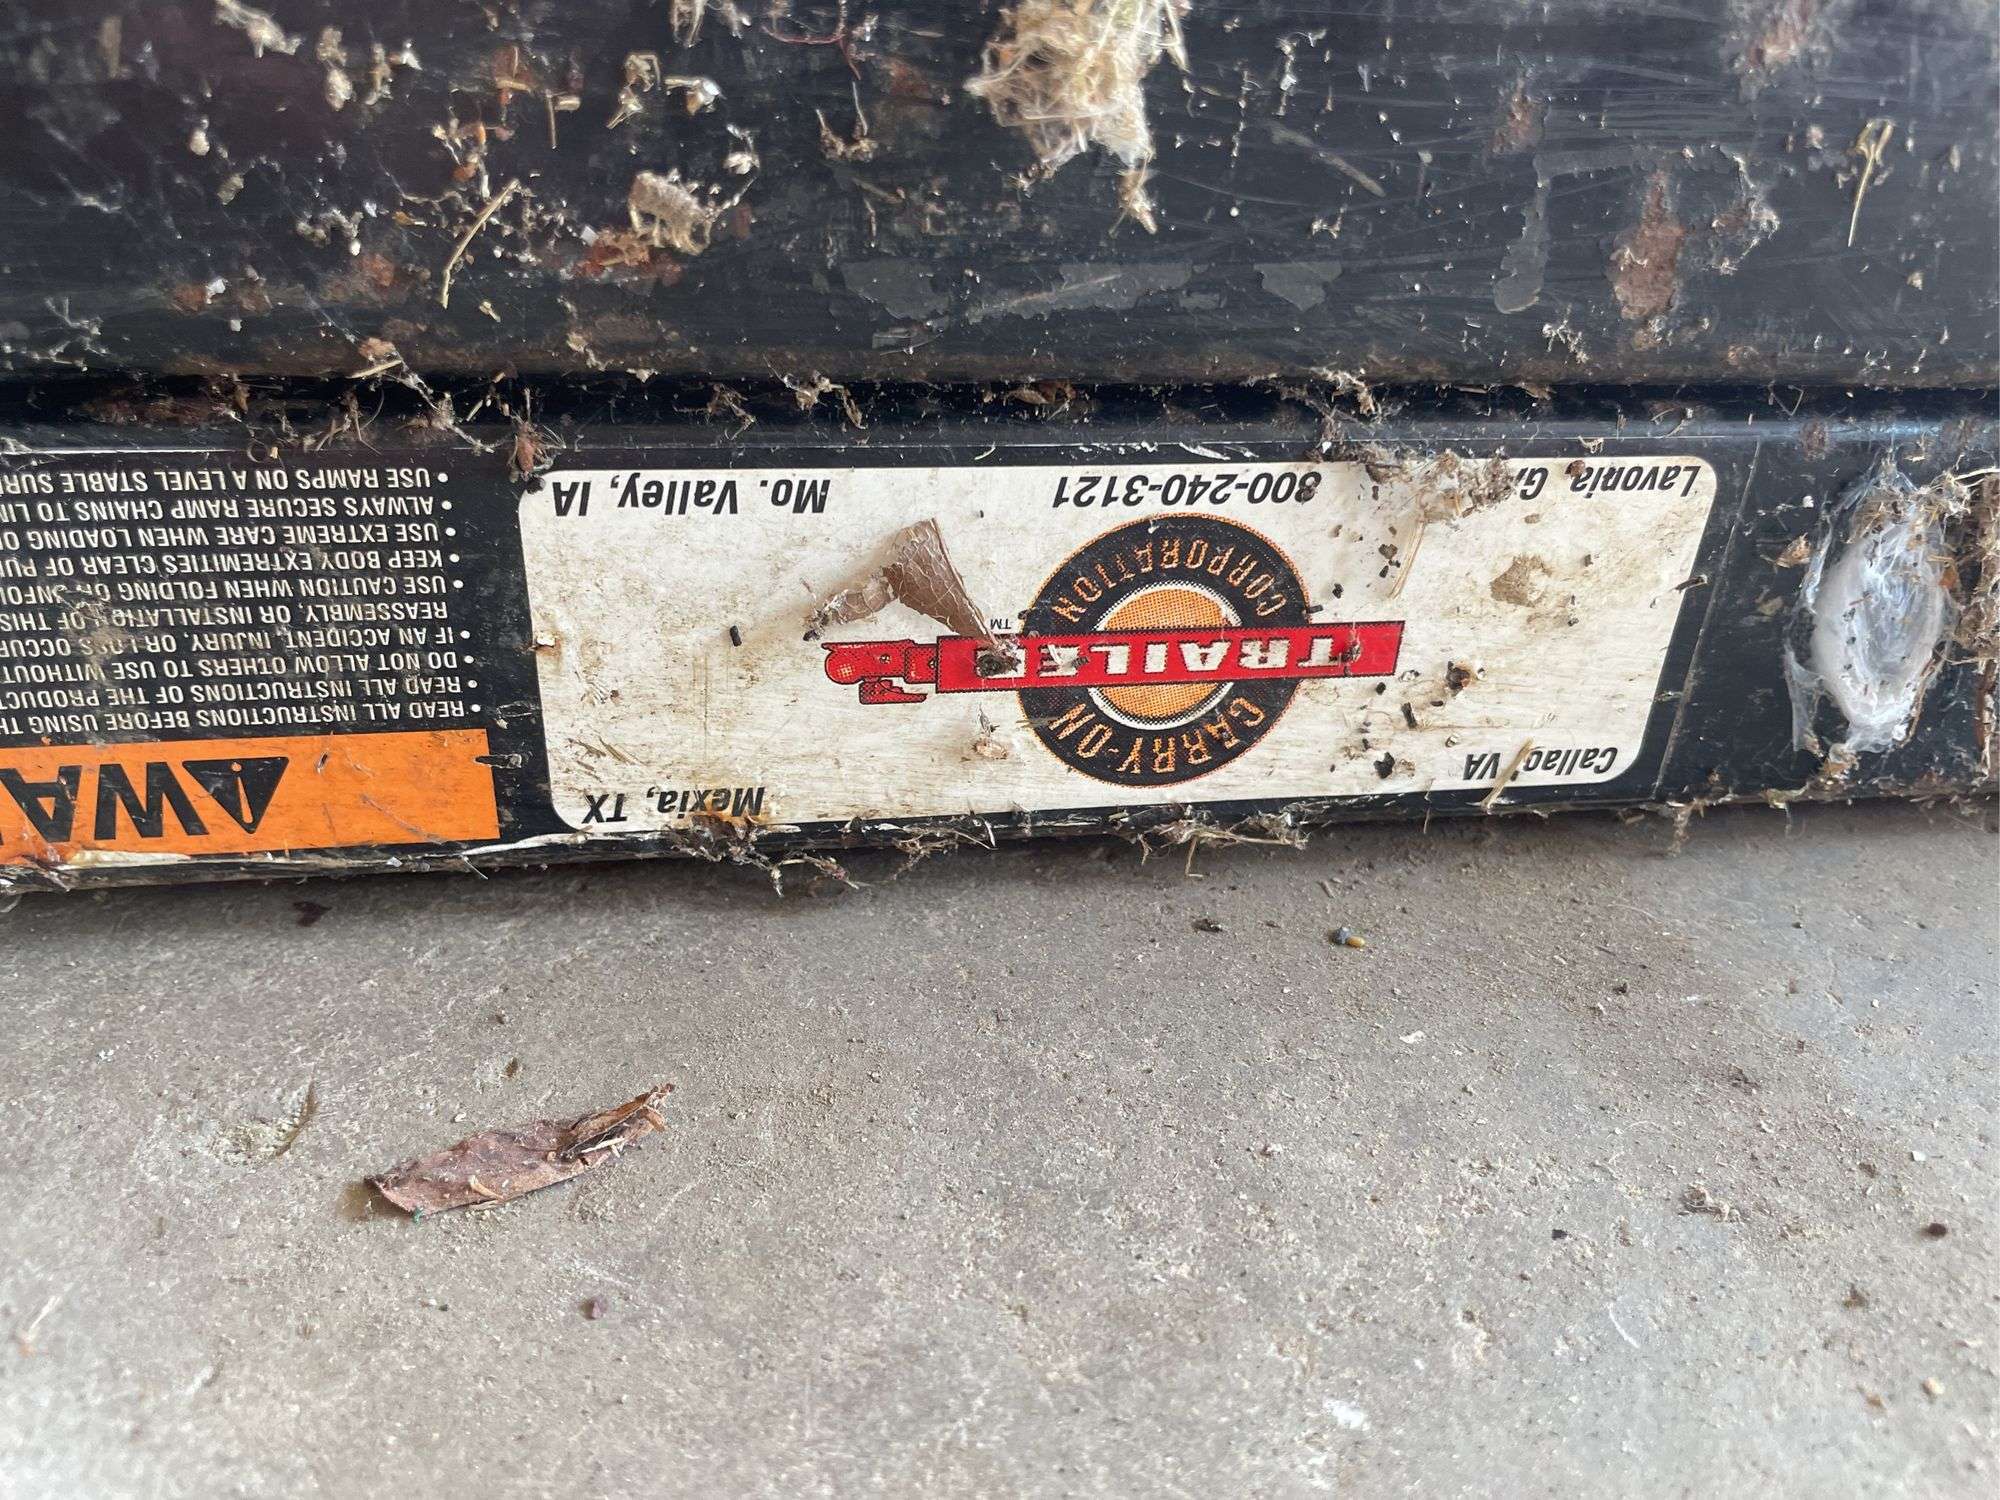 Callao, VA
Mexia, TX
CARRY-ON
TRAILER
CORPORATION
TM
Lavonia, GA
800-240-3121
Mo. Valley, IA
WA
• READ ALL INSTRUCTIONS BEFORE USING TH
• READ ALL INSTRUCTIONS OF THE PRODUCT
• DO NOT ALLOW OTHERS TO USE WITHOUT
• IF AN ACCIDENT, INJURY, OR LOSS OCCUR
REASSEMBLY, OR INSTALLATION OF THIS
• USE CAUTION WHEN FOLDING OR UNFOL
• KEEP BODY EXTREMITIES CLEAR OF
• USE EXTREME CARE WHEN LOADING OR
• ALWAYS SECURE RAMP CHAINS TO
• USE RAMPS ON A LEVEL STABLE SURF